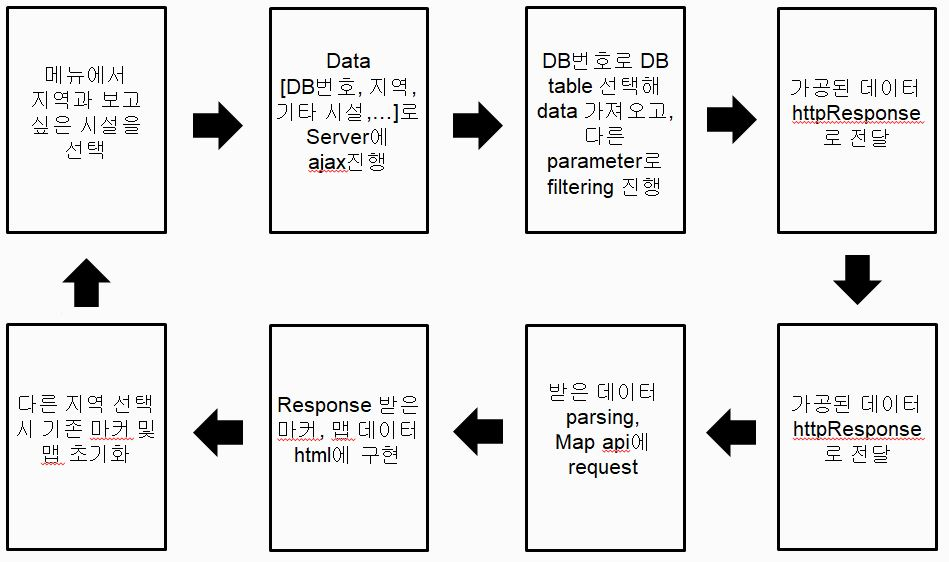 메뉴에서
지역과 보고
싶은 시설을
선택
Data
[DB번호, 지역,
기타 시설,…]로
Server에
ajax진행
DB번호로 DB
table 선택해
data 가져오고,
다른
parameter로
filtering 진행
가공된 데이터
httpResponse
로 전달
다른 지역 선택
시 기존 마커 및
맵 초기화
Response 받은
마커, 맵 데이터
html에 구현
받은 데이터
parsing,
Map api에
request
가공된 데이터
httpResponse
로 전달